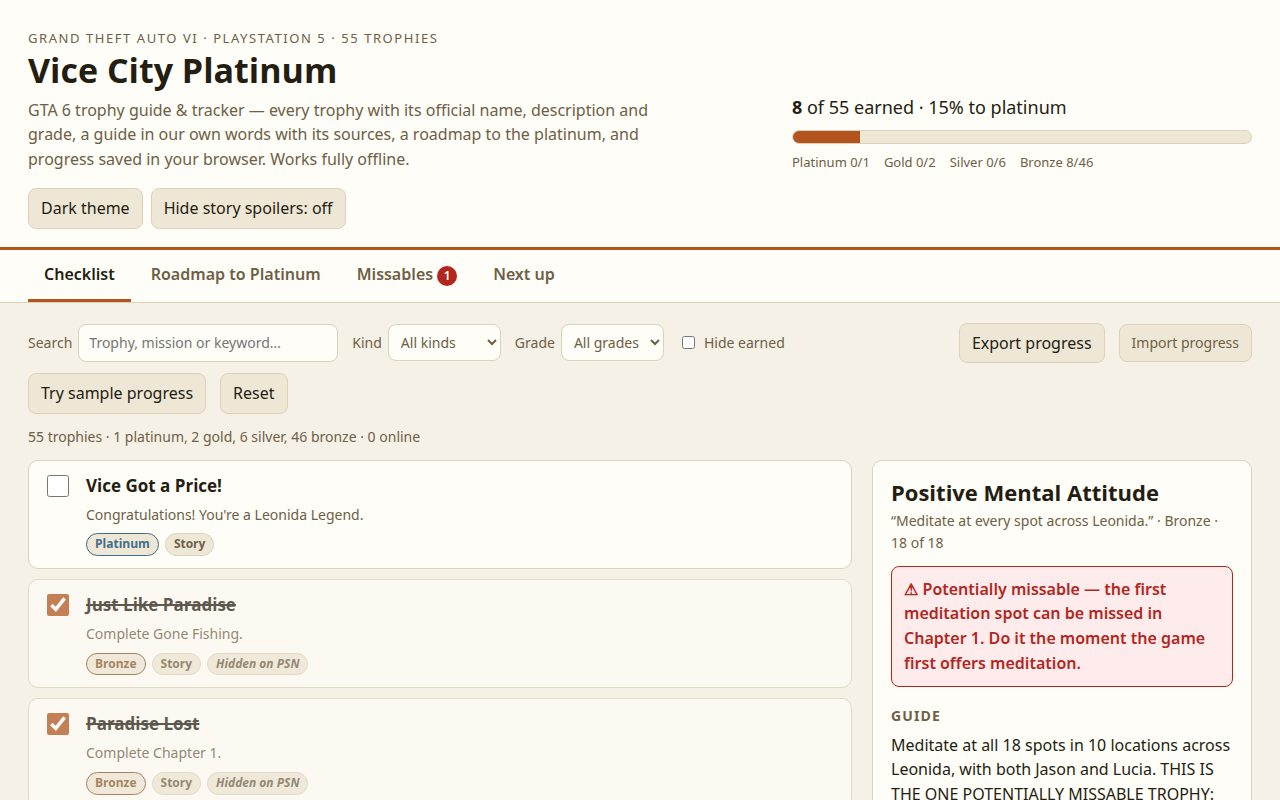 GRAND THEFT AUTO VI · PLAYSTATION 5 · 55 TROPHIES
Vice City Platinum
GTA 6 trophy guide & tracker — every trophy with its official name, description and
grade, a guide in our own words with its sources, a roadmap to the platinum, and
progress saved in your browser. Works fully offline.
8 of 55 earned · 15% to platinum
Platinum 0/1 Gold 0/2 Silver 0/6 Bronze 8/46
Dark theme Hide story spoilers: off
Checklist Roadmap to Platinum Missables 1 Next up
Search Trophy, mission or keyword... Kind All kinds Grade All grades Hide earned Export progress Import progress
Try sample progress Reset
55 trophies · 1 platinum, 2 gold, 6 silver, 46 bronze · 0 online
Vice Got a Price!
Congratulations! You're a Leonida Legend.
Platinum Story
Just Like Paradise
Complete Gone Fishing.
Bronze Story Hidden on PSN
Paradise Lost
Complete Chapter 1.
Bronze Story Hidden on PSN
Positive Mental Attitude
“Meditate at every spot across Leonida.” · Bronze ·
18 of 18
⚠ Potentially missable — the first
meditation spot can be missed in
Chapter 1. Do it the moment the game
first offers meditation.
GUIDE
Meditate at all 18 spots in 10 locations across
Leonida, with both Jason and Lucia. THIS IS
THE ONE POTENTIALLY MISSABLE TROPHY: